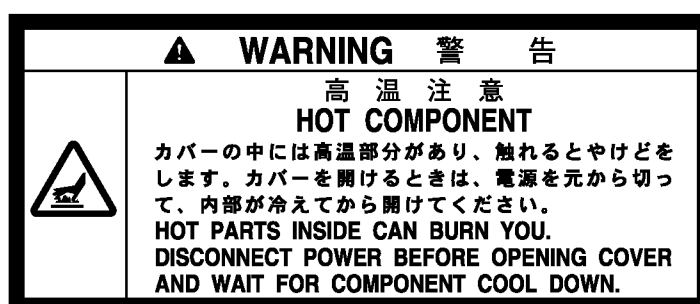 WARNING 警 告
高 温 注 意
HOT COMPONENT
カバーの中には高温部分があり、触れるとやけどを
します。カバーを開けるときは、電源を元から切っ
て、内部が冷えてから開けてください。
HOT PARTS INSIDE CAN BURN YOU.
DISCONNECT POWER BEFORE OPENING COVER
AND WAIT FOR COMPONENT COOL DOWN.